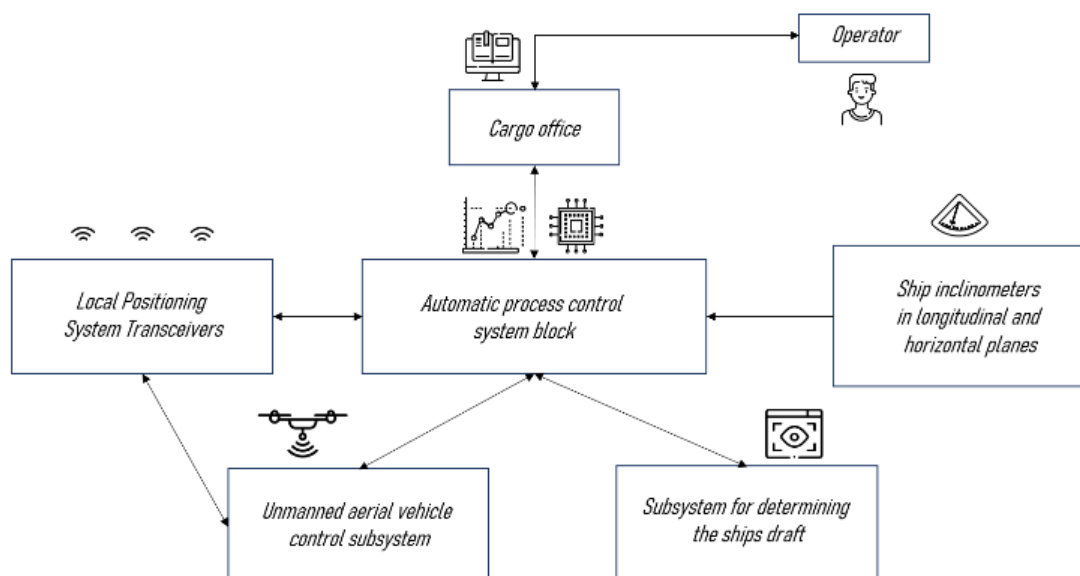 Operator
Cargo office
Local Positioning
System Transceivers
Automatic process control
system block
Ship inclinometers
in longitudinal and
horizontal planes
Unmanned aerial vehicle
control subsystem
Subsystem for determining
the ships draft